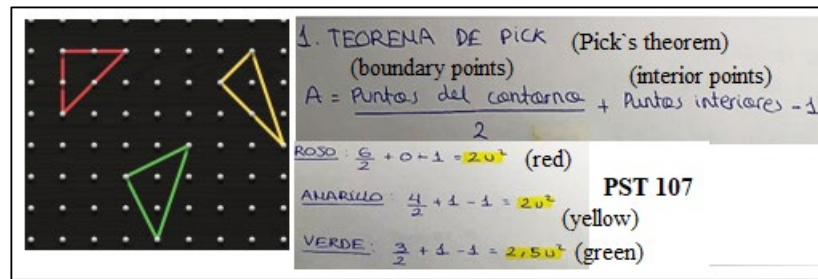 1. TEOREMA DE PICK (Pick`s theorem)
(boundary points) (interior points)
A = Puntos del contorno / 2 + Puntos interiores - 1
ROJO: 6/2 + 0 - 1 = 2u² (red)
PST 107
AMARILLO: 4/2 + 1 - 1 = 2u²
(yellow)
VERDE: 3/2 + 1 - 1 = 2,5u² (green)